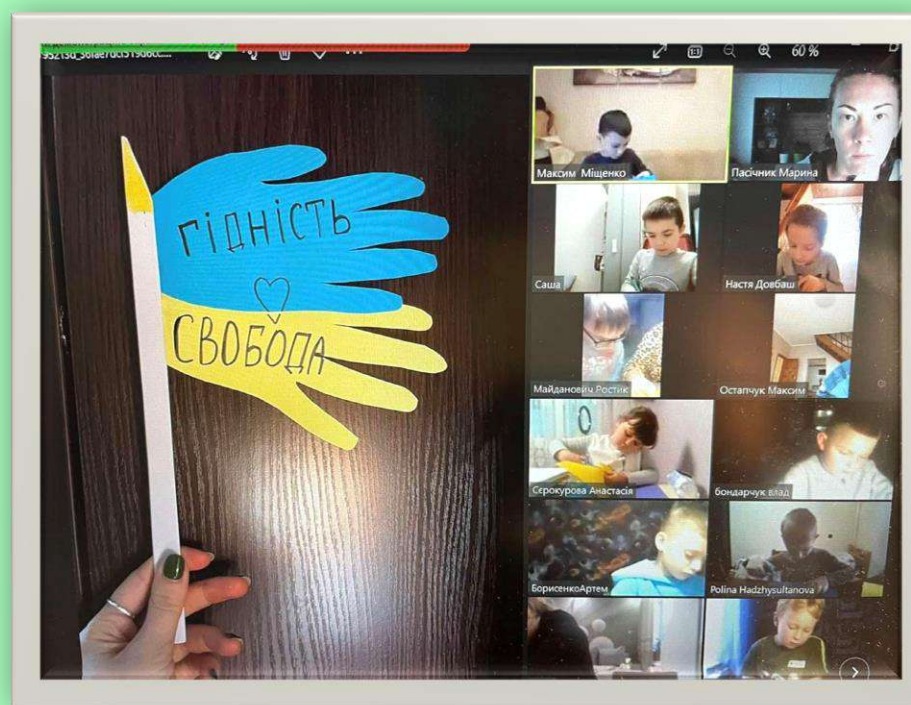 60 %
ГІДНІСТЬ
СВОБОДА
Максим Міщенко
Пасічник Марина
Саша
Настя Довбаш
Майданович Ростик
Остапчук Максим
Сєрокурова Анастасія
бондарчук влад
БорисенкоАртем
Polina Hadzhysultanova